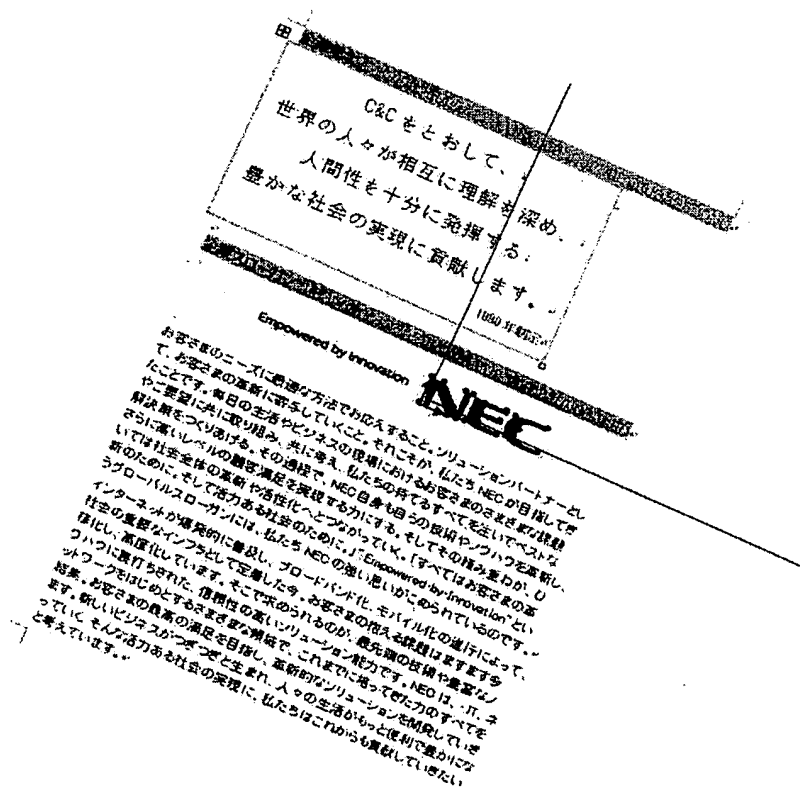 C&C をとおして、
世界の人々が相互に理解を深め、
人間性を十分に発揮する
豊かな社会の実現に貢献します。
1990 年制定
企業スローガン
Empowered by Innovation
NEC
お客さまのニーズに最適な方法でお応えすること。ソリューションパートナーとし
て、お客さまの革新に寄与していくこと。それこそが、私たち NEC が目指してき
たことです。毎日の生活やビジネスの現場におけるお客さまのさまざまな課題
やご要望に共に取り組み、共に考え、私たちの持てるすべてを注いでベストな
解決策をつくりあげる。その過程で、NEC 自身も自らの技術やノウハウを革新し、
さらに高いレベルの顧客満足を実現する力にする。そしてその積み重ねが、ひ
いては社会全体の革新や活性化へとつながっていく。「すべてはお客さまの革
新のために。そして活力ある社会のために。」“Empowered by Innovation”とい
うグローバルスローガンには、私たち NEC の強い思いがこめられているのです。
インターネットが爆発的に普及し、ブロードバンド化、モバイル化の進行によって、
社会の重要なインフラとして定着した今、お客さまの抱える課題はますます多
様化し、高度化しています。そこで求められるのが、最先端の技術や豊富なノ
ウハウに裏打ちされた、信頼性の高いソリューション能力です。NEC は、IT、ネ
ットワークをはじめとするさまざまな領域で、これまでに培ってきた力のすべてを
結集。お客さまの最高の満足を目指し、革新的なソリューションを開発していき
ます。新しいビジネスがつぎつぎと生まれ、人々の生活がもっと便利で豊かにな
っていく、そんな活力ある社会の実現に、私たちはこれからも貢献していきたい
と考えています。